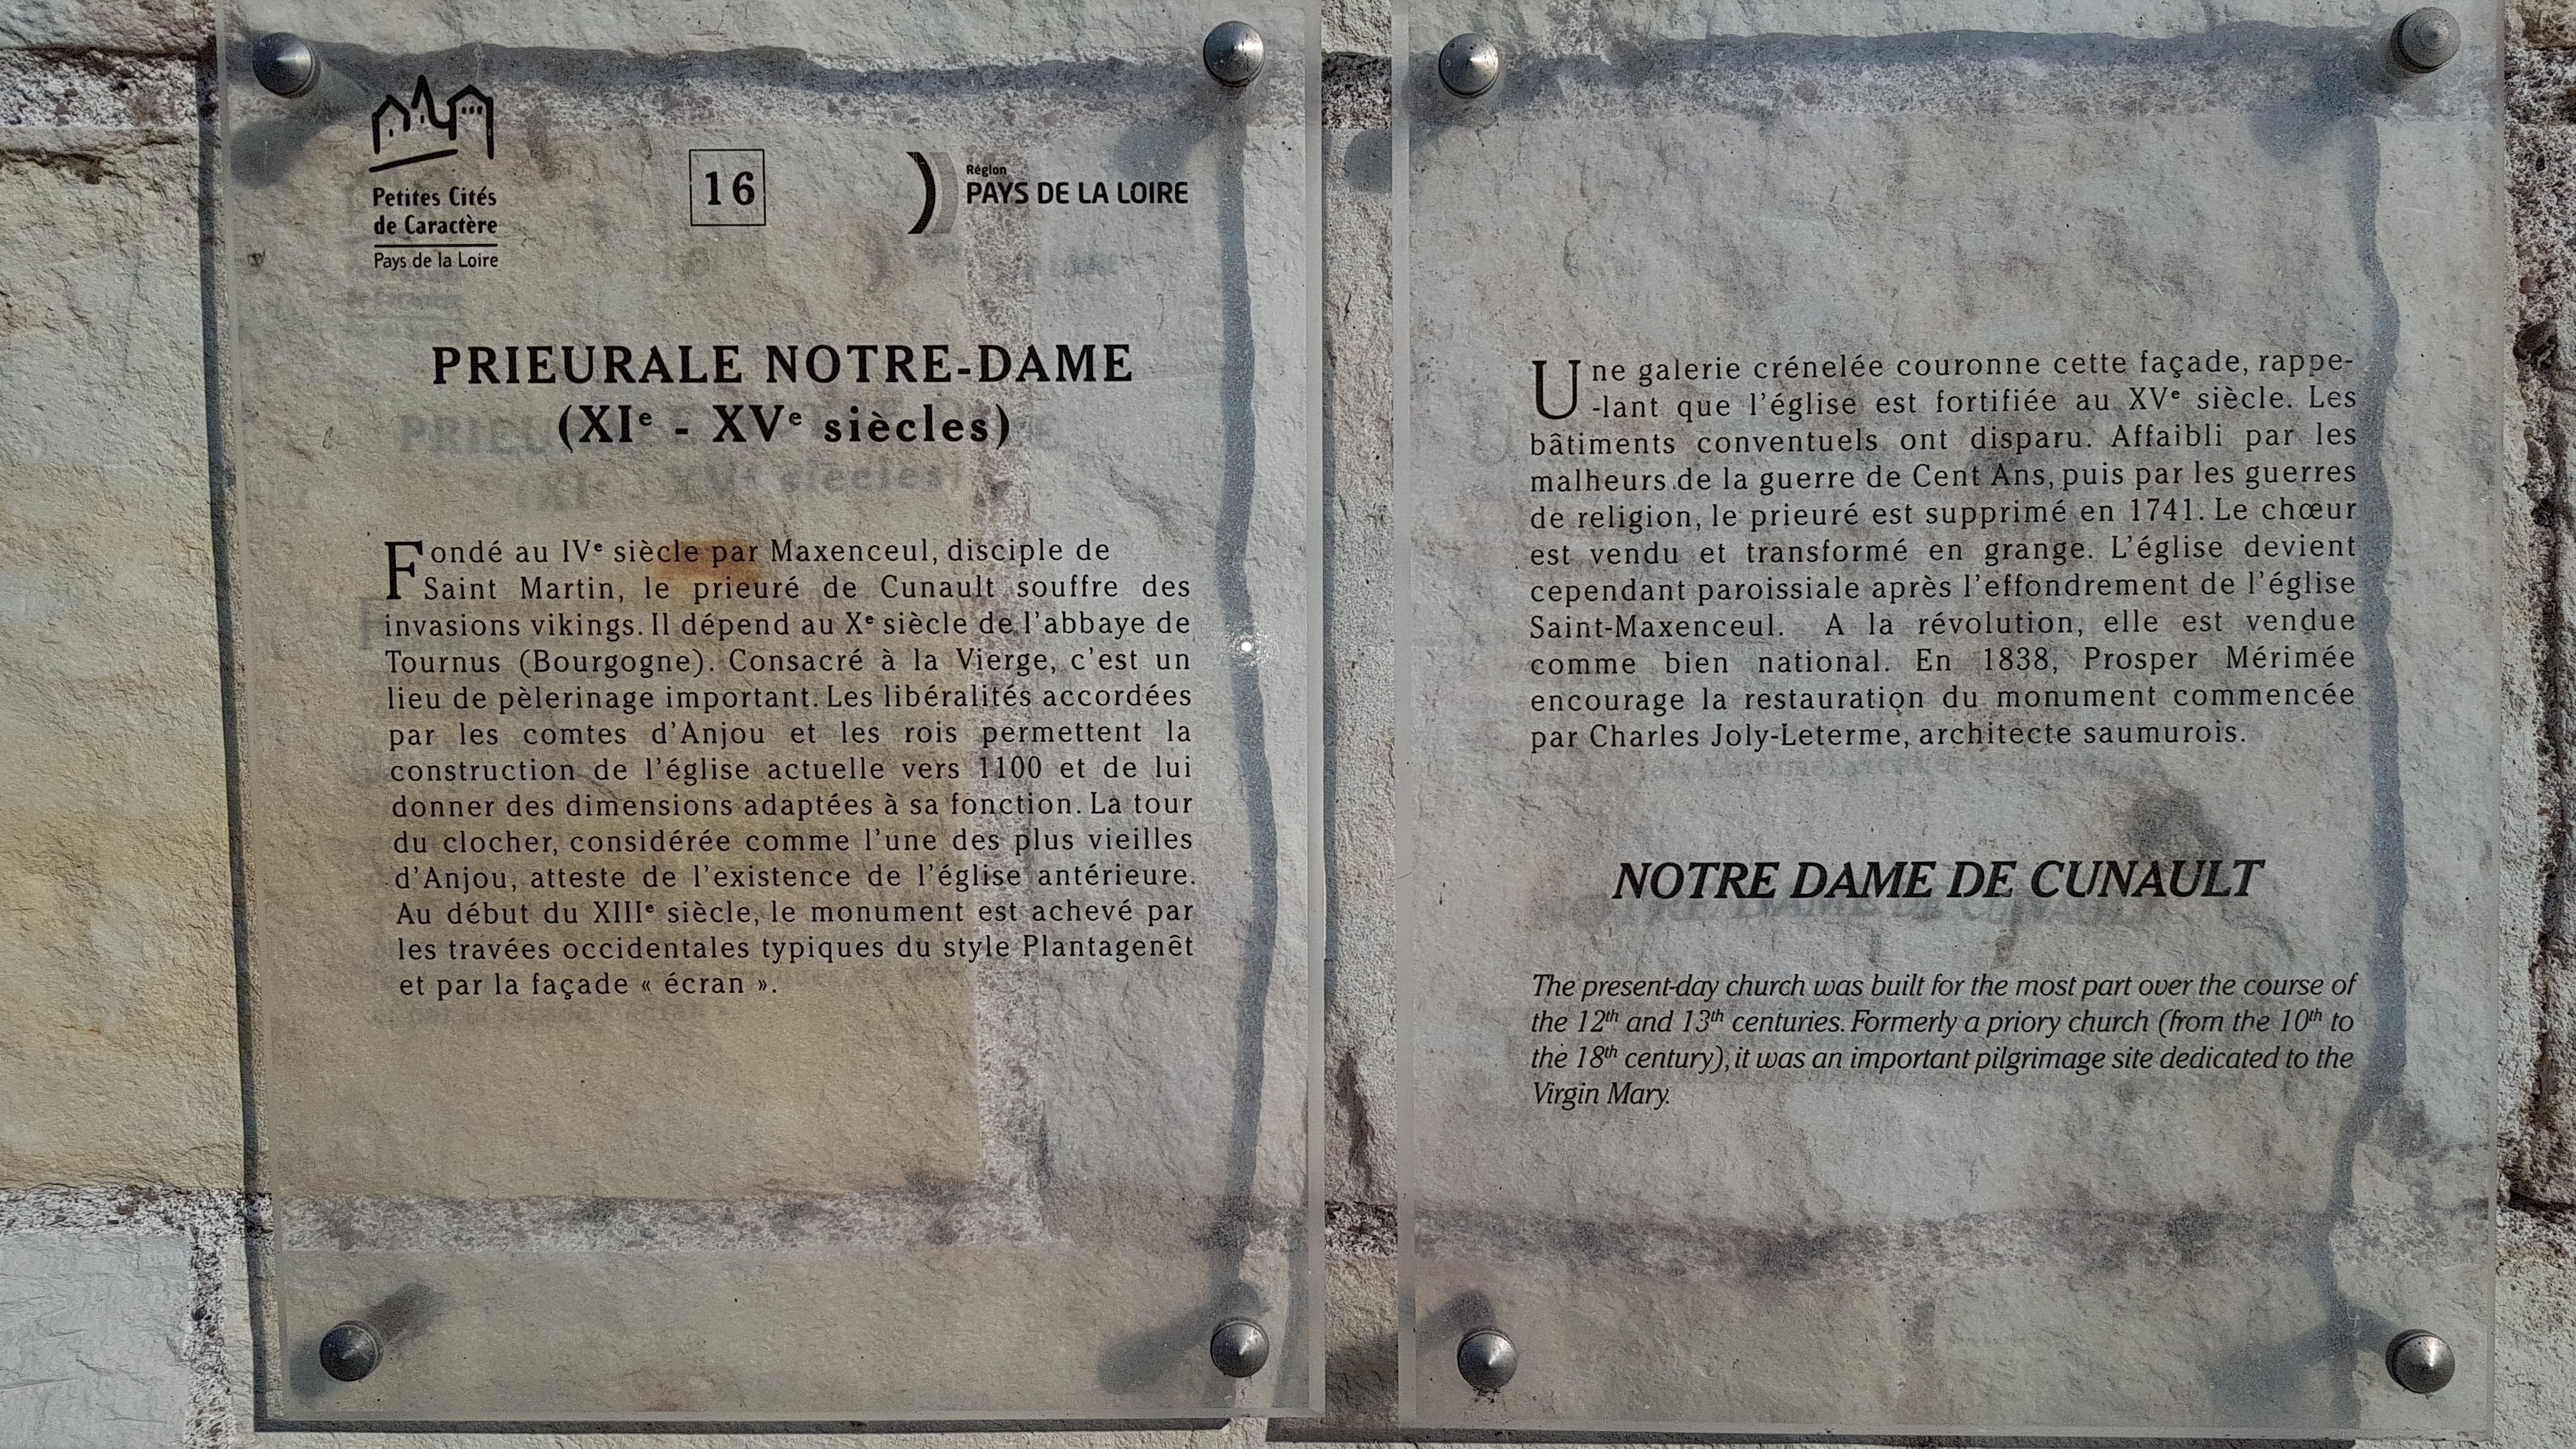 Petites Cités
de Caractère
Pays de la Loire
16
Région
PAYS DE LA LOIRE
PRIEURALE NOTRE-DAME
(XIe - XVe siècles)
Fondé au IVe siècle par Maxenceul, disciple de
Saint Martin, le prieuré de Cunault souffre des
invasions vikings. Il dépend au Xe siècle de l'abbaye de
Tournus (Bourgogne). Consacré à la Vierge, c'est un
lieu de pèlerinage important. Les libéralités accordées
par les comtes d'Anjou et les rois permettent la
construction de l'église actuelle vers 1100 et de lui
donner des dimensions adaptées à sa fonction. La tour
du clocher, considérée comme l'une des plus vieilles
d'Anjou, atteste de l'existence de l'église antérieure.
Au début du XIIIe siècle, le monument est achevé par
les travées occidentales typiques du style Plantagenêt
et par la façade « écran ».
Une galerie crénelée couronne cette façade, rappe-
-lant que l'église est fortifiée au XVe siècle. Les
bâtiments conventuels ont disparu. Affaibli par les
malheurs de la guerre de Cent Ans, puis par les guerres
de religion, le prieuré est supprimé en 1741. Le chœur
est vendu et transformé en grange. L'église devient
cependant paroissiale après l'effondrement de l'église
Saint-Maxenceul. A la révolution, elle est vendue
comme bien national. En 1838, Prosper Mérimée
encourage la restauration du monument commencée
par Charles Joly-Leterme, architecte saumurois.
NOTRE DAME DE CUNAULT
The present-day church was built for the most part over the course of
the 12th and 13th centuries. Formerly a priory church (from the 10th to
the 18th century), it was an important pilgrimage site dedicated to the
Virgin Mary.